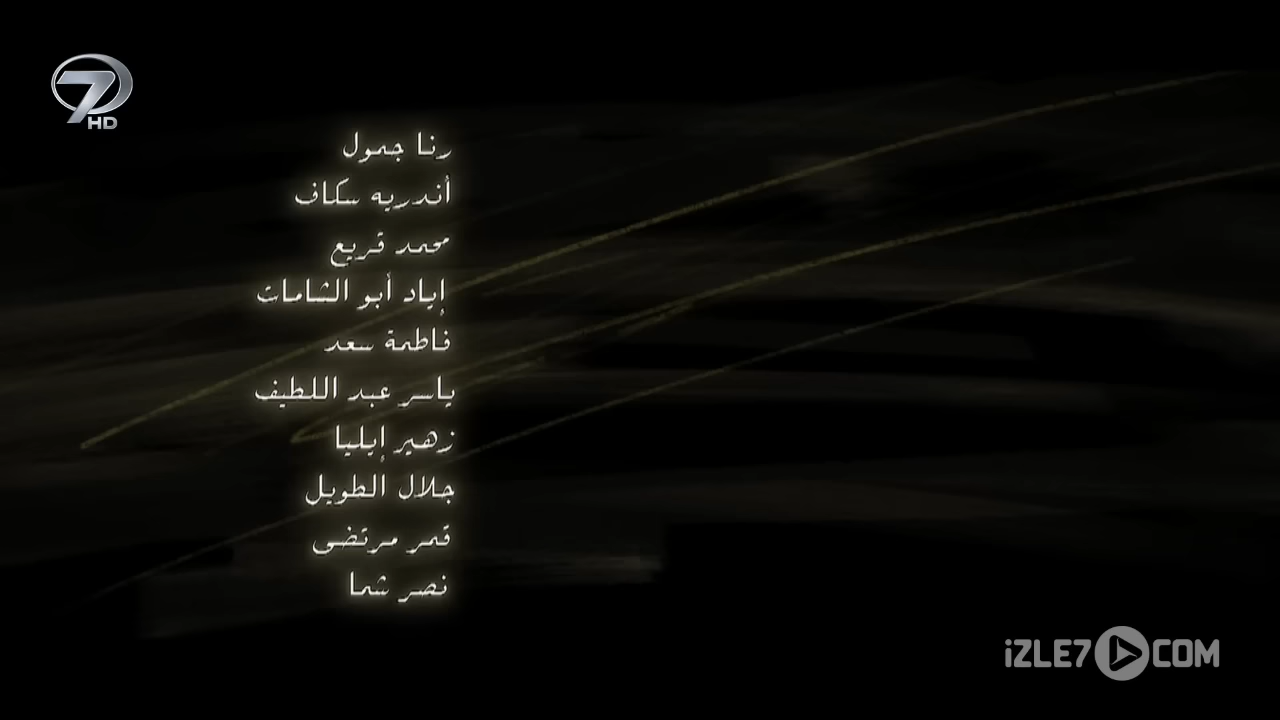 7
HD
رنا جمول
أندريه سكاف
محمد قريع
إياد أبو الشامات
فاطمة سعد
ياسر عبد اللطيف
زهير إيليا
جلال الطويل
قمر مرتضى
نصر شما
iZLE7 COM